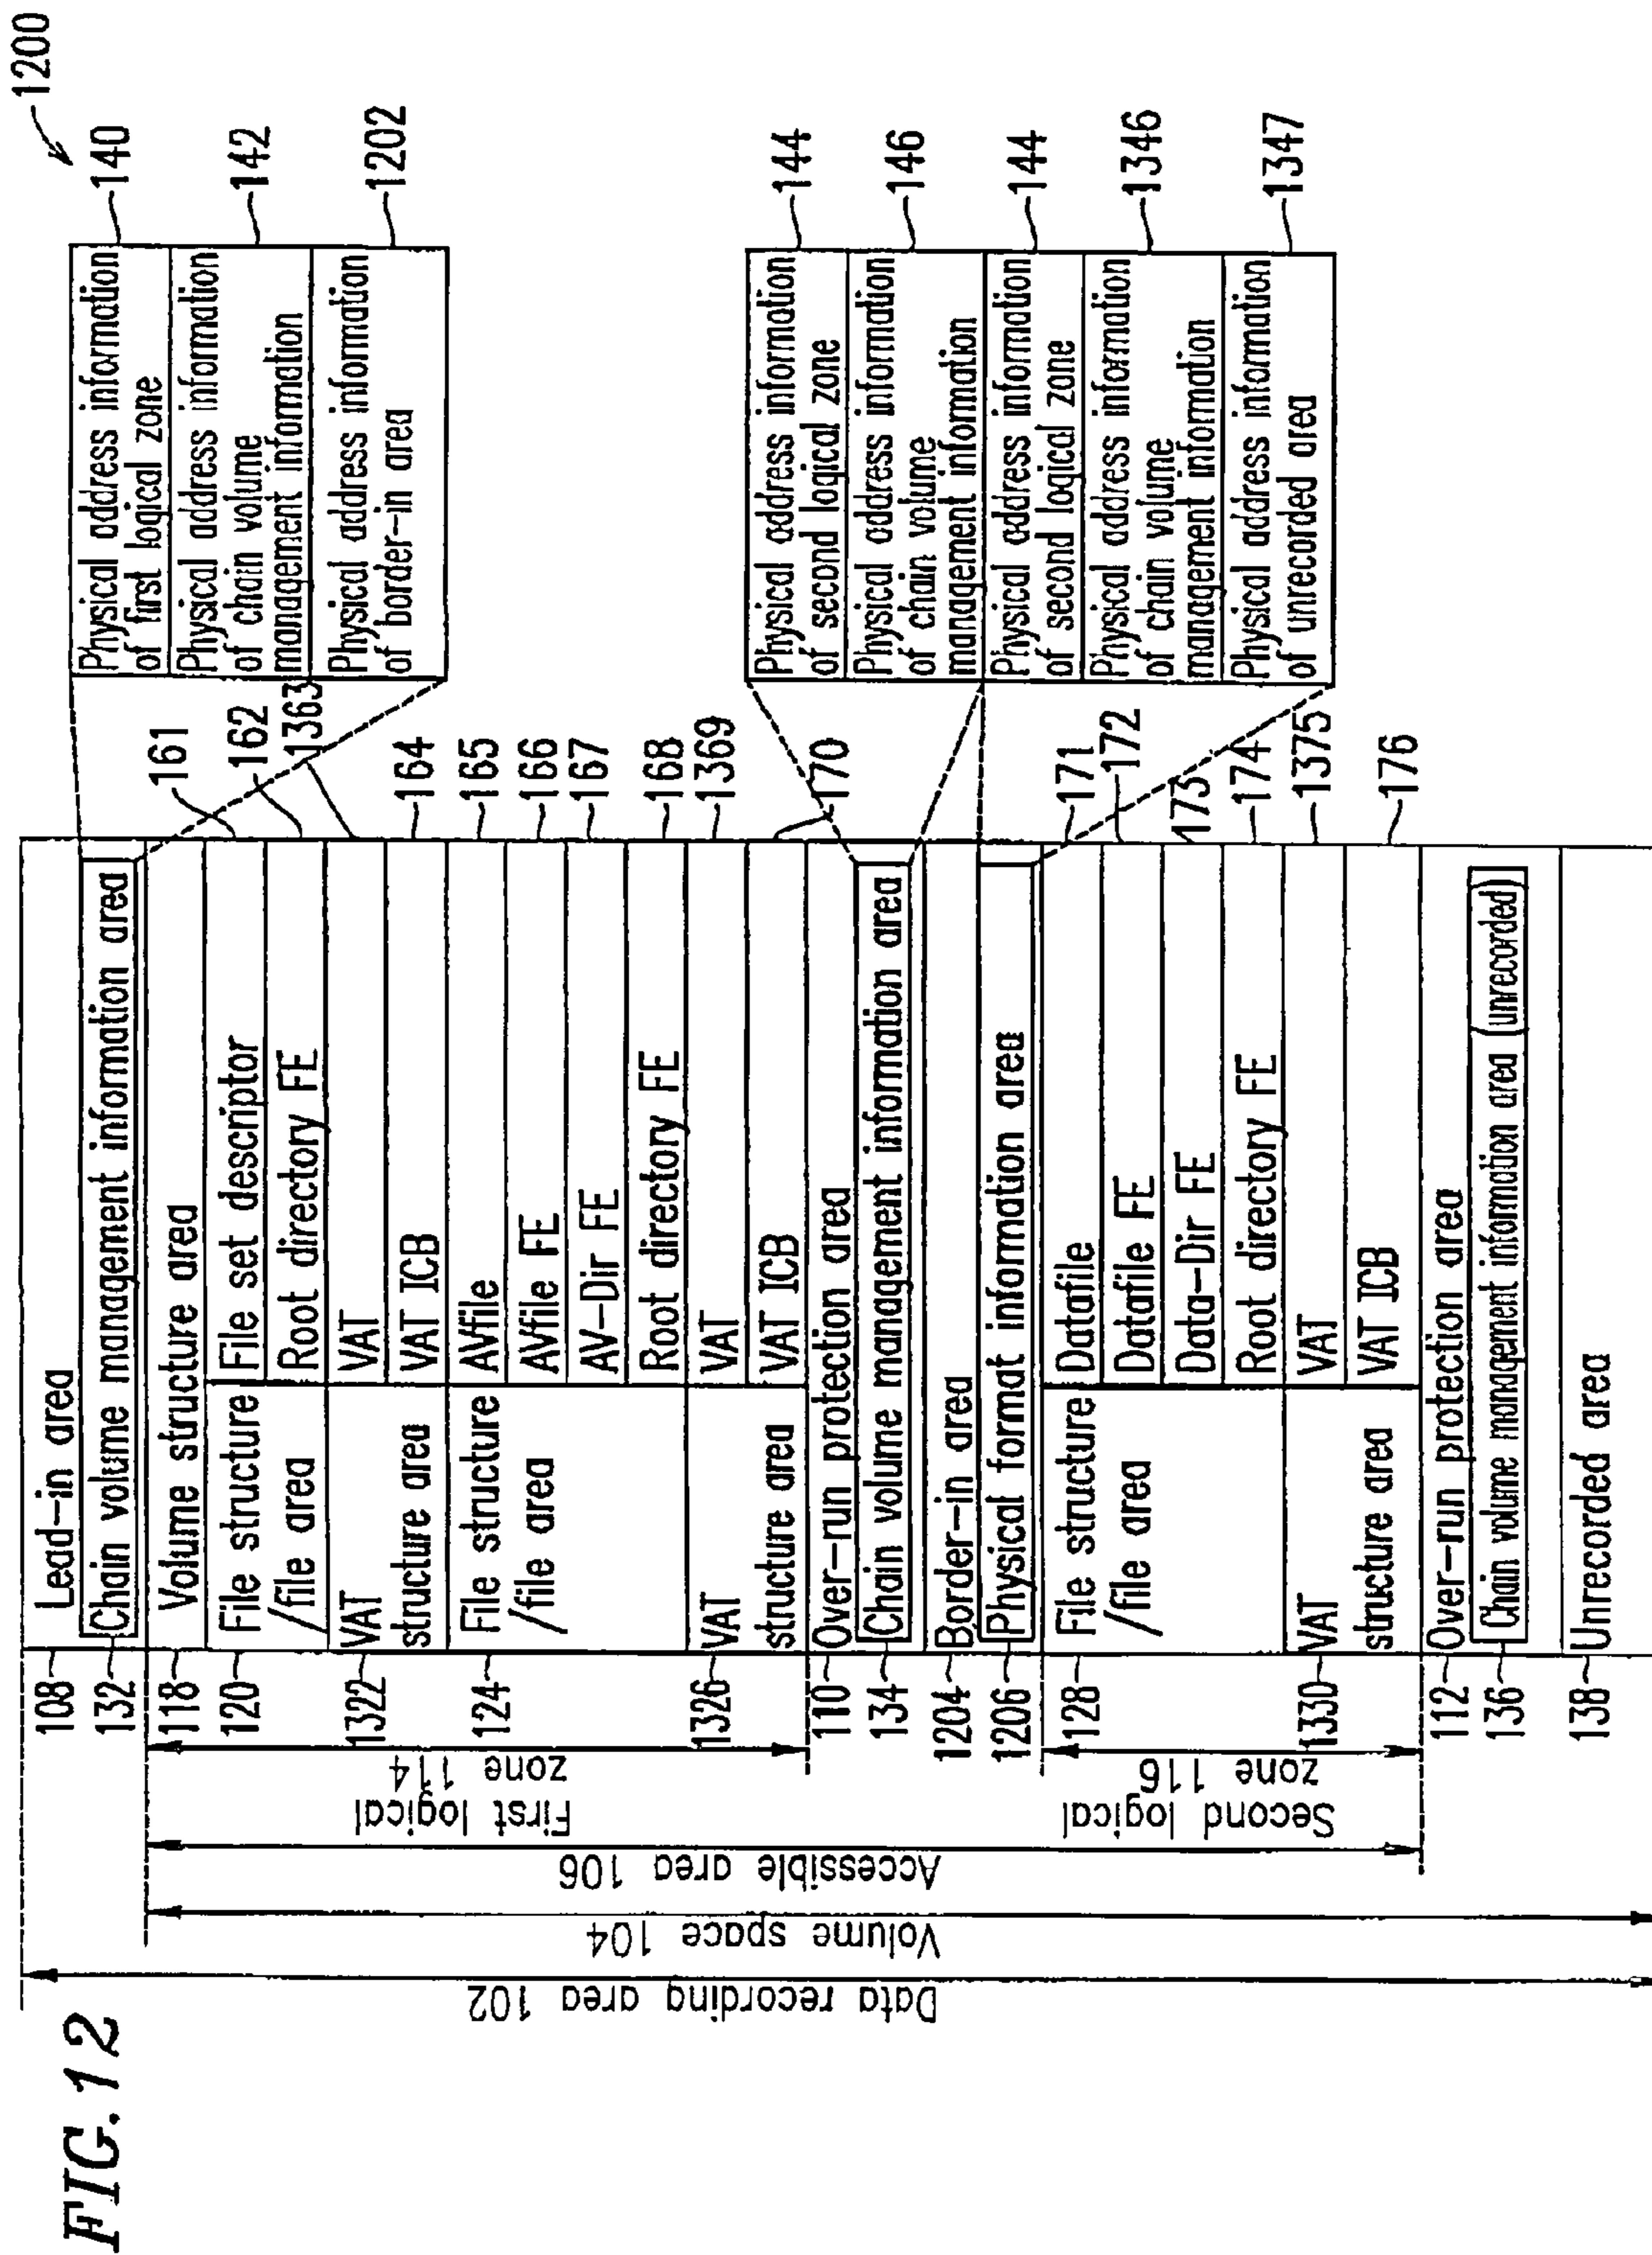 FIG. 12
1200
Data recording area 102
Volume space 104
Accessible area 106
First logical
zone 114
Second logical
zone 116
108
Lead-in area
132
Chain volume management information area
118
Volume structure area
120
File structure
/file area
File set descriptor
161
Root directory FE
162
1322
VAT
structure area
VAT
1363
VAT ICB
164
124
File structure
/file area
AVfile
165
AVfile FE
166
AV-Dir FE
167
Root directory FE
168
1326
VAT
structure area
VAT
1369
VAT ICB
170
110
Over-run protection area
134
Chain volume management information area
1204
Border-in area
1206
Physical format information area
128
File structure
/file area
Datafile
171
Datafile FE
172
Data-Dir FE
173
Root directory FE
174
1330
VAT
structure area
VAT
1375
VAT ICB
176
112
Over-run protection area
136
Chain volume management information area (unrecorded)
138
Unrecorded area
Physical address information
of first logical zone
140
Physical address information
of chain volume
management information
142
Physical address information
of border-in area
1202
Physical address information
of second logical zone
144
Physical address information
of chain volume
management information
146
Physical address information
of second logical zone
144
Physical address information
of chain volume
management information
1346
Physical address information
of unrecorded area
1347